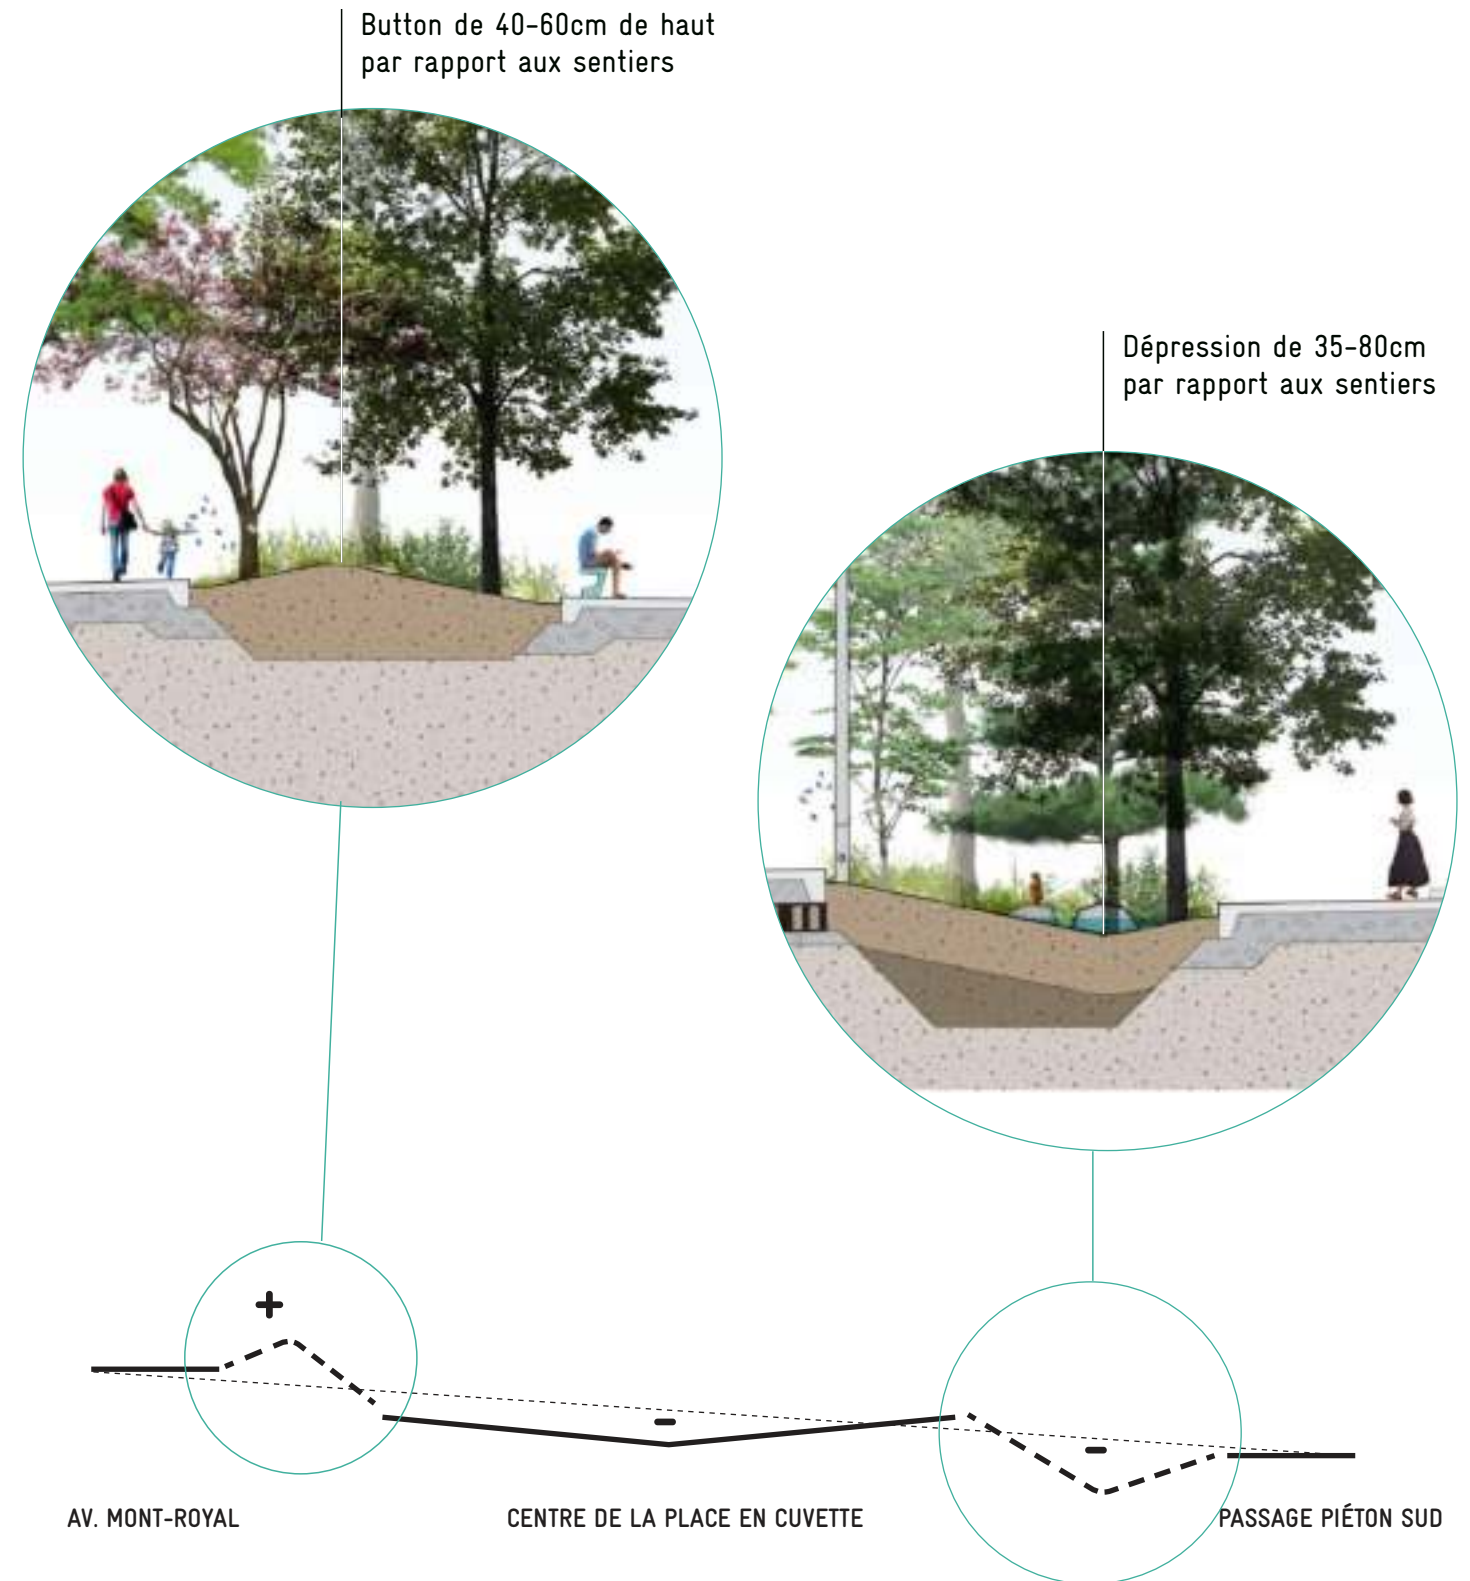 Button de 40-60cm de haut
par rapport aux sentiers
Dépression de 35-80cm
par rapport aux sentiers
+
-
-
AV. MONT-ROYAL
CENTRE DE LA PLACE EN CUVETTE
PASSAGE PIÉTON SUD